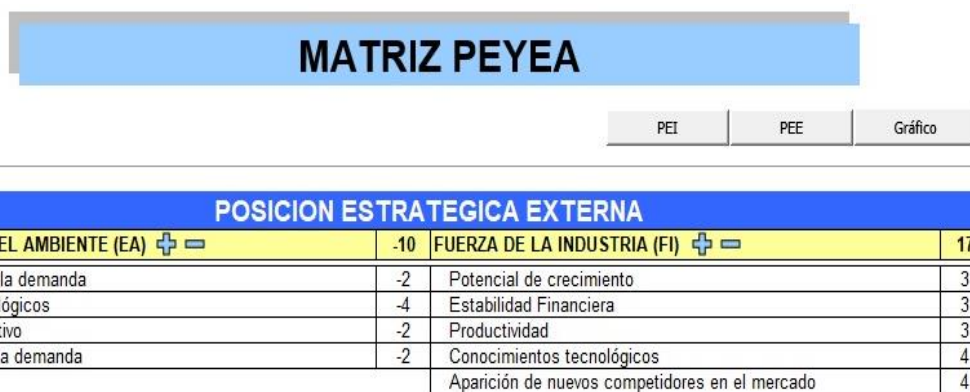 MATRIZ PEYEA
PEI PEE Gráfico
POSICION ESTRATEGICA EXTERNA
EL AMBIENTE (EA) -10 FUERZA DE LA INDUSTRIA (FI) 17
la demanda -2 Potencial de crecimiento 3
-4 Estabilidad Financiera 3
-2 Productividad 3
a demanda -2 Conocimientos tecnológicos 4
Aparición de nuevos competidores en el mercado 4